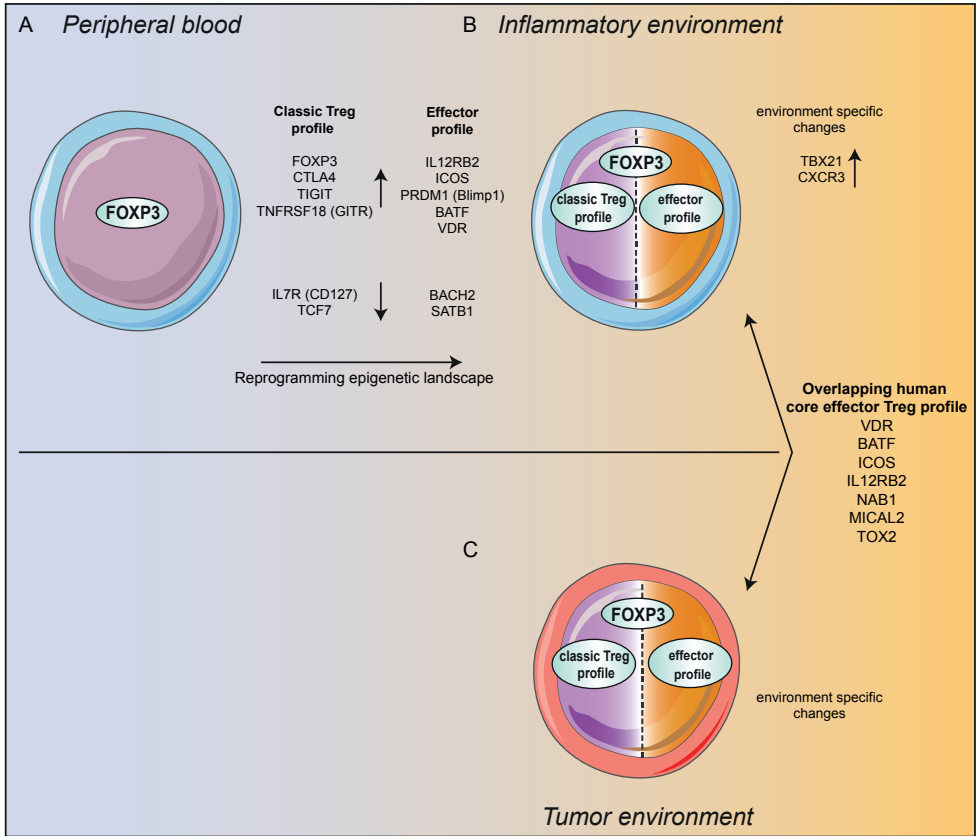 A Peripheral blood
B Inflammatory environment
Classic Treg
profile
FOXP3
CTLA4
TIGIT
TNFRSF18 (GITR)
IL7R (CD127)
TCF7
Effector
profile
IL12RB2
ICOS
PRDM1 (Blimp1)
BATF
VDR
BACH2
SATB1
Reprogramming epigenetic landscape
FOXP3
FOXP3
classic Treg
profile
effector
profile
environment specific
changes
TBX21
CXCR3
Overlapping human
core effector Treg profile
VDR
BATF
ICOS
IL12RB2
NAB1
MICAL2
TOX2
C
FOXP3
classic Treg
profile
effector
profile
environment specific
changes
Tumor environment